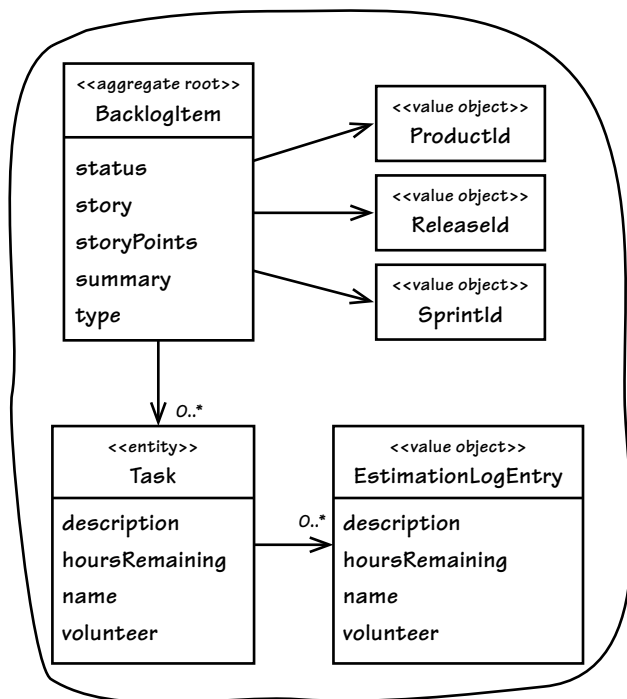 <<aggregate root>>
BacklogItem
status
story
storyPoints
summary
type
<<value object>>
ProductId
<<value object>>
ReleaseId
<<value object>>
SprintId
0..*
<<entity>>
Task
description
hoursRemaining
name
volunteer
0..*
<<value object>>
EstimationLogEntry
description
hoursRemaining
name
volunteer